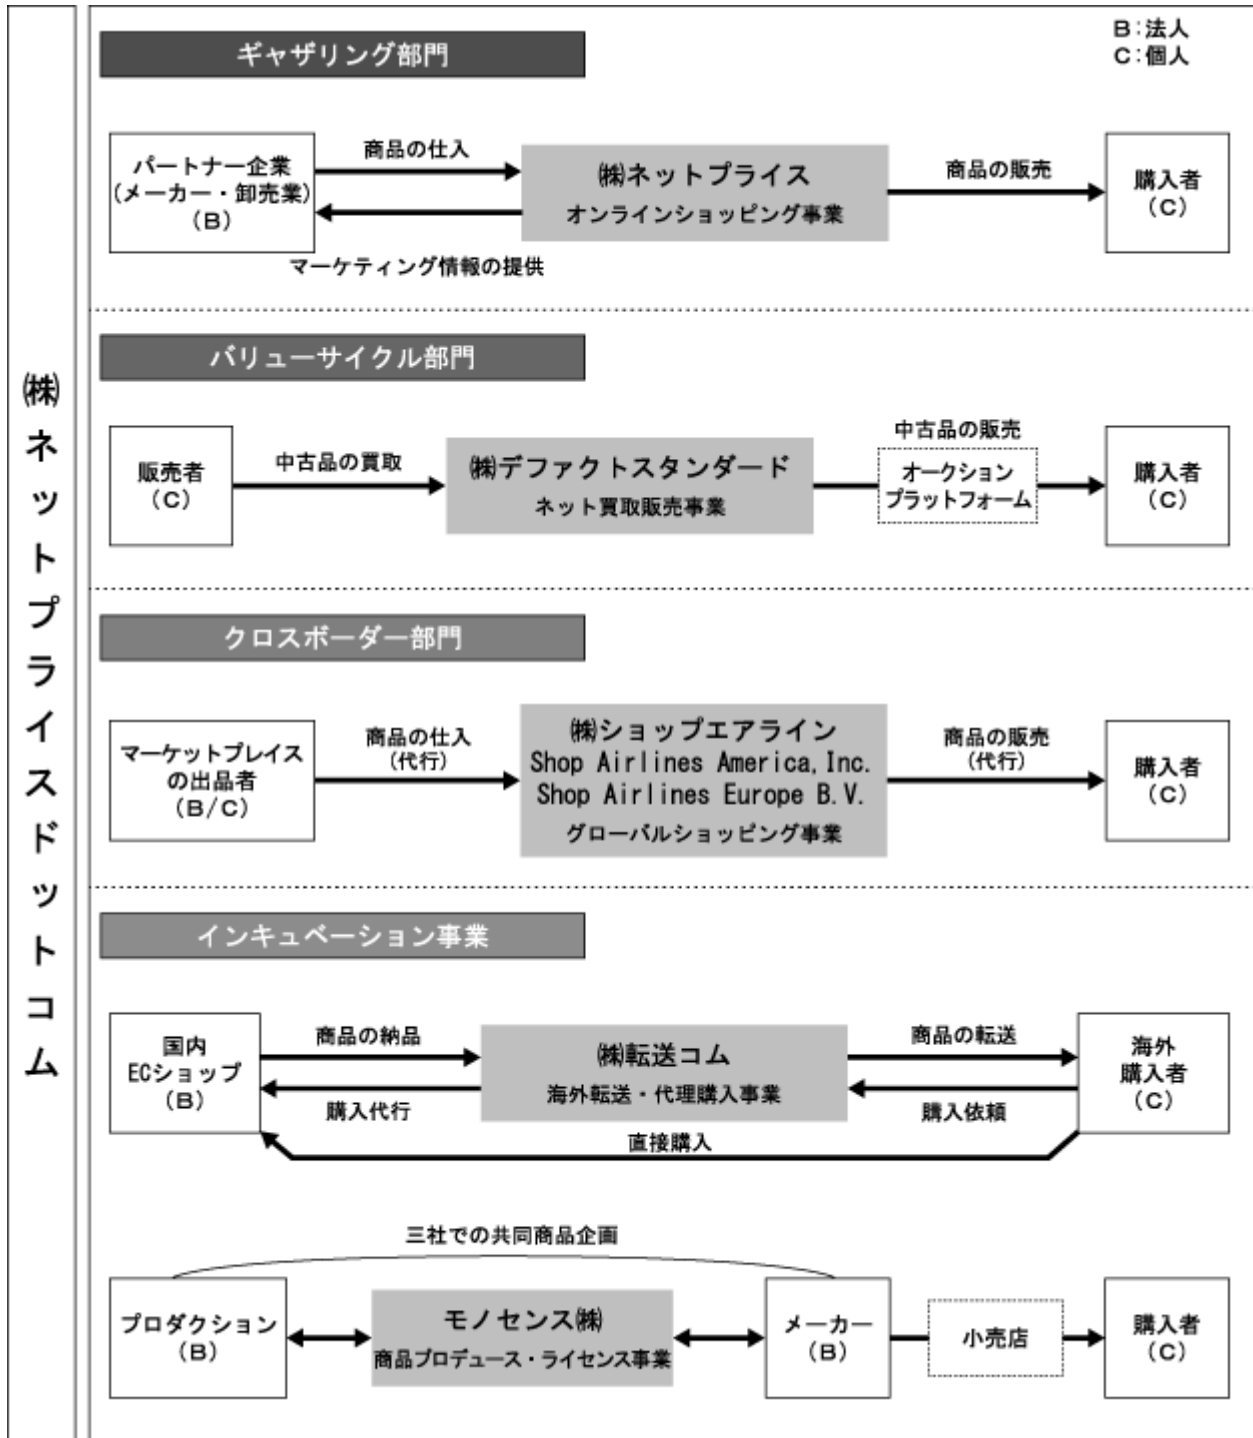 ㈱ネットプライスドットコム
B:法人
C:個人
ギャザリング部門
パートナー企業
(メーカー・卸売業)
(B)
商品の仕入
マーケティング情報の提供
㈱ネットプライス
オンラインショッピング事業
商品の販売
購入者
(C)
バリューサイクル部門
販売者
(C)
中古品の買取
㈱デファクトスタンダード
ネット買取販売事業
中古品の販売
オークション
プラットフォーム
購入者
(C)
クロスボーダー部門
マーケットプレイス
の出品者
(B/C)
商品の仕入
(代行)
㈱ショップエアライン
Shop Airlines America,Inc.
Shop Airlines Europe B.V.
グローバルショッピング事業
商品の販売
(代行)
購入者
(C)
インキュベーション事業
国内
ECショップ
(B)
商品の納品
購入代行
㈱転送コム
海外転送・代理購入事業
商品の転送
購入依頼
海外
購入者
(C)
直接購入
三社での共同商品企画
プロダクション
(B)
モノセンス㈱
商品プロデュース・ライセンス事業
メーカー
(B)
小売店
購入者
(C)